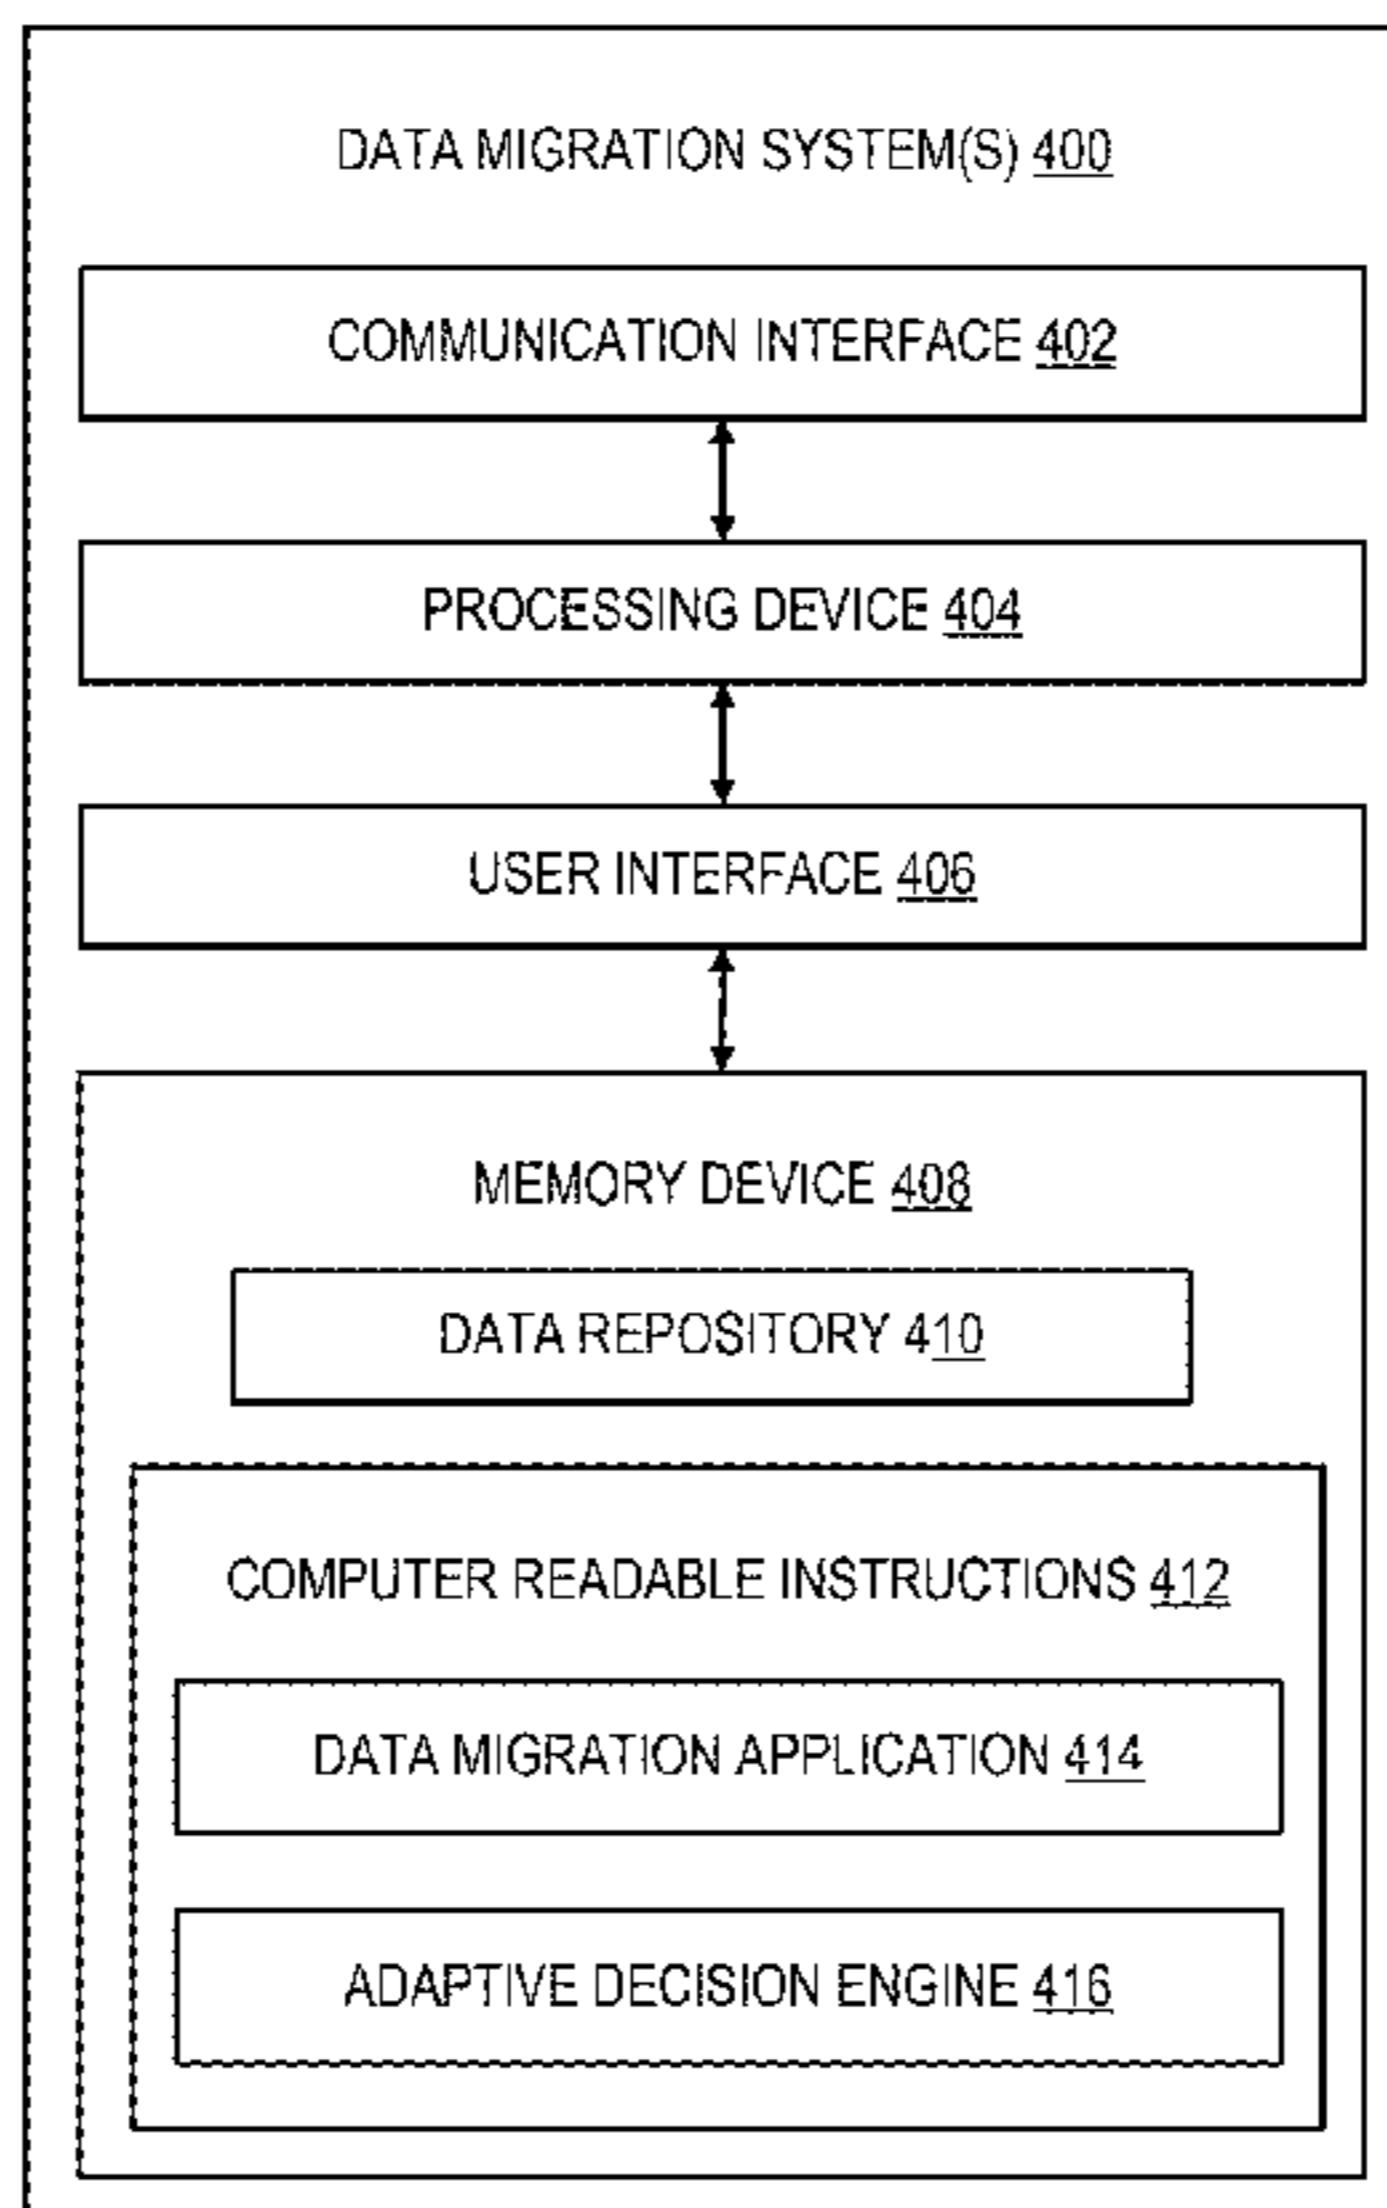 DATA MIGRATION SYSTEM(S) 400
COMMUNICATION INTERFACE 402
PROCESSING DEVICE 404
USER INTERFACE 406
MEMORY DEVICE 408
DATA REPOSITORY 410
COMPUTER READABLE INSTRUCTIONS 412
DATA MIGRATION APPLICATION 414
ADAPTIVE DECISION ENGINE 416